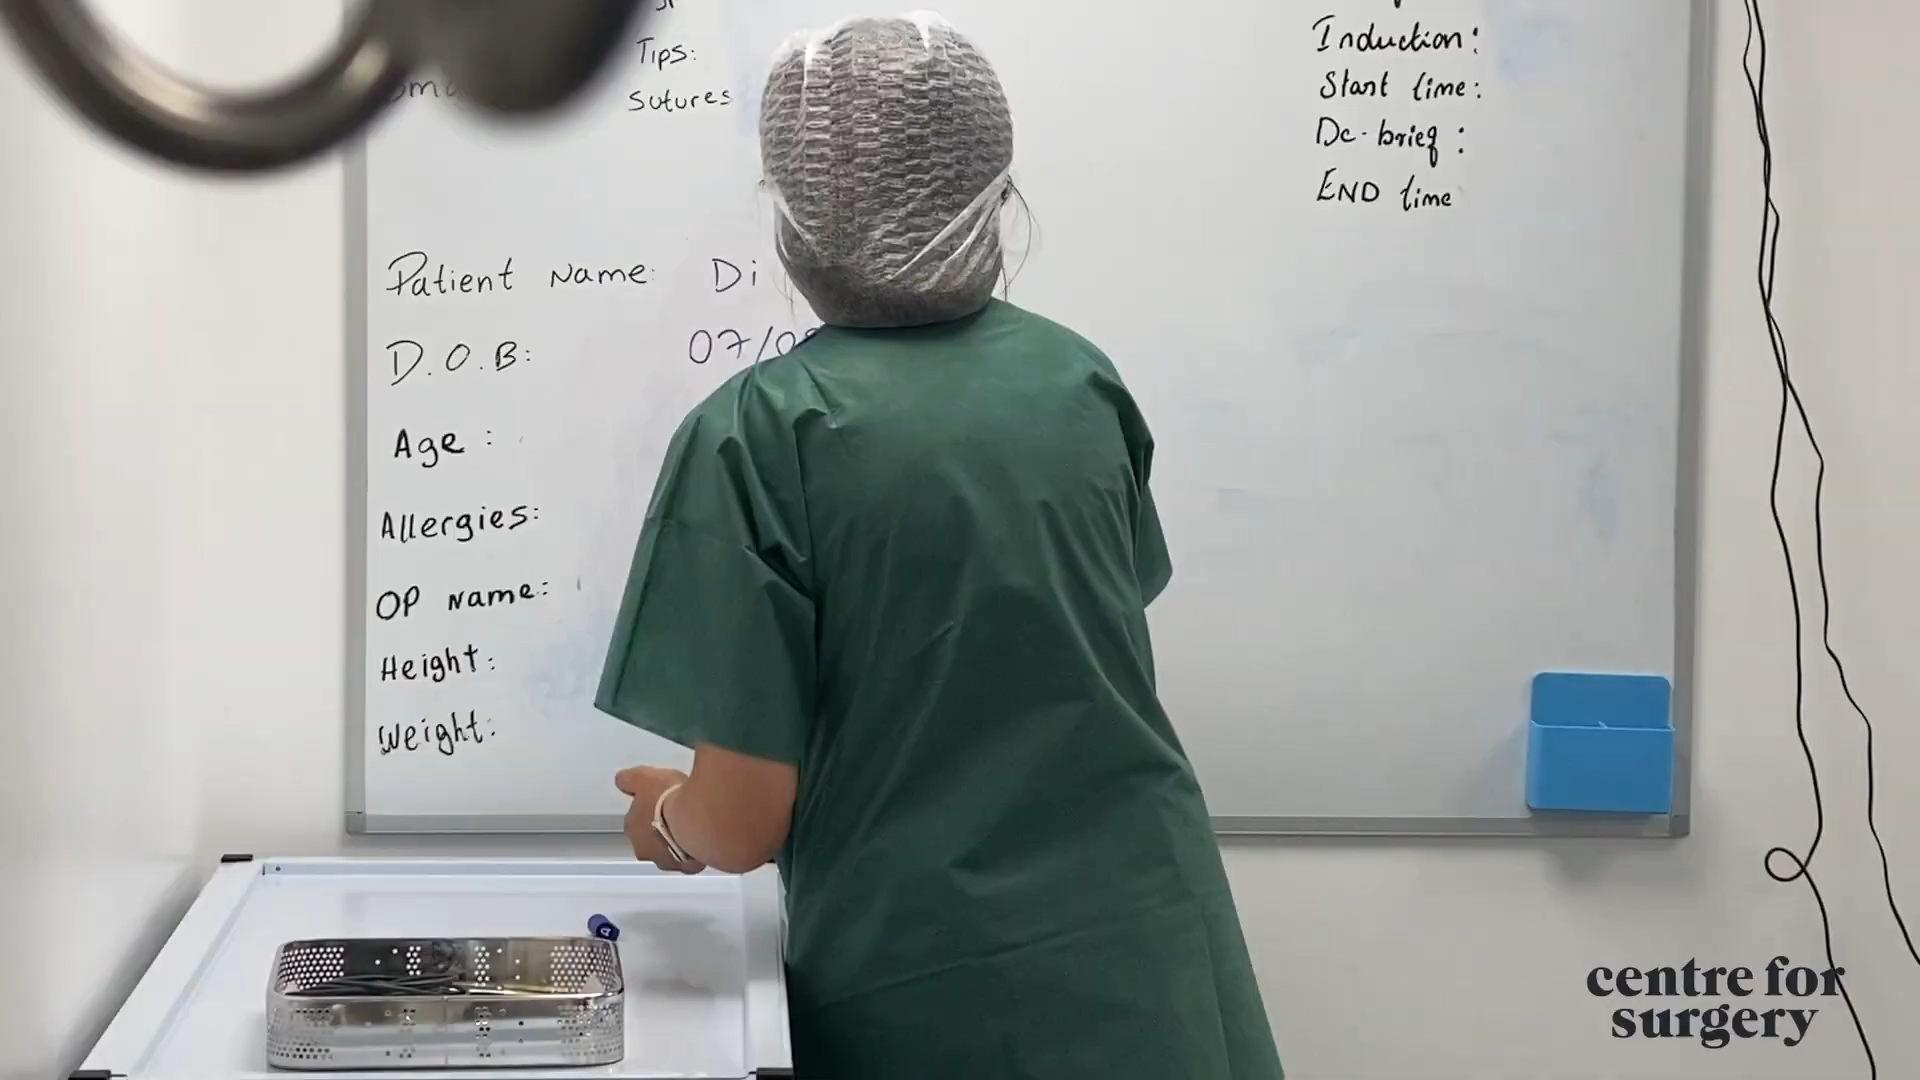 Tips:
Sutures
Induction:
Start time:
De-brief:
END time
Patient Name: Di
D.O.B: 07/0
Age:
Allergies:
OP Name:
Height:
Weight:
centre for
surgery